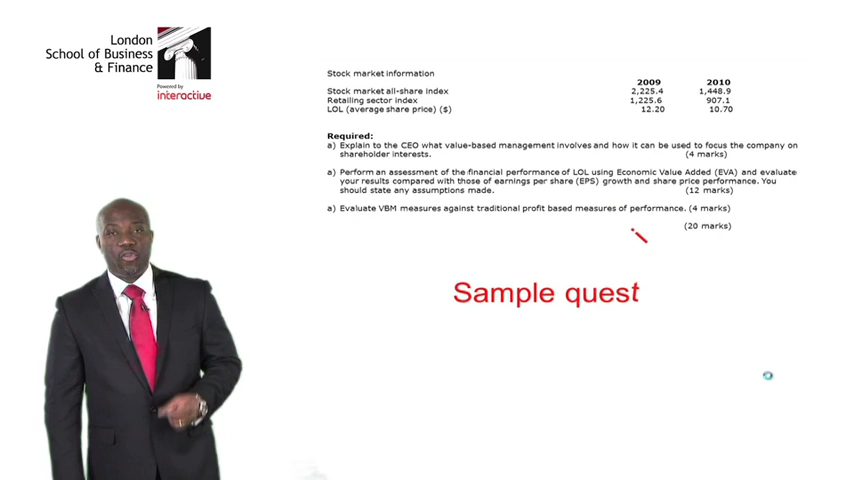 London
School of Business
& Finance
Powered by
interactive
Stock market information
2009 2010
Stock market all-share index 2,225.4 1,448.9
Retailing sector index 1,225.6 907.1
LOL (average share price) ($) 12.20 10.70
Required:
a) Explain to the CEO what value-based management involves and how it can be used to focus the company on
shareholder interests. (4 marks)
a) Perform an assessment of the financial performance of LOL using Economic Value Added (EVA) and evaluate
your results compared with those of earnings per share (EPS) growth and share price performance. You
should state any assumptions made. (12 marks)
a) Evaluate VBM measures against traditional profit based measures of performance. (4 marks)
(20 marks)
i
Sample quest